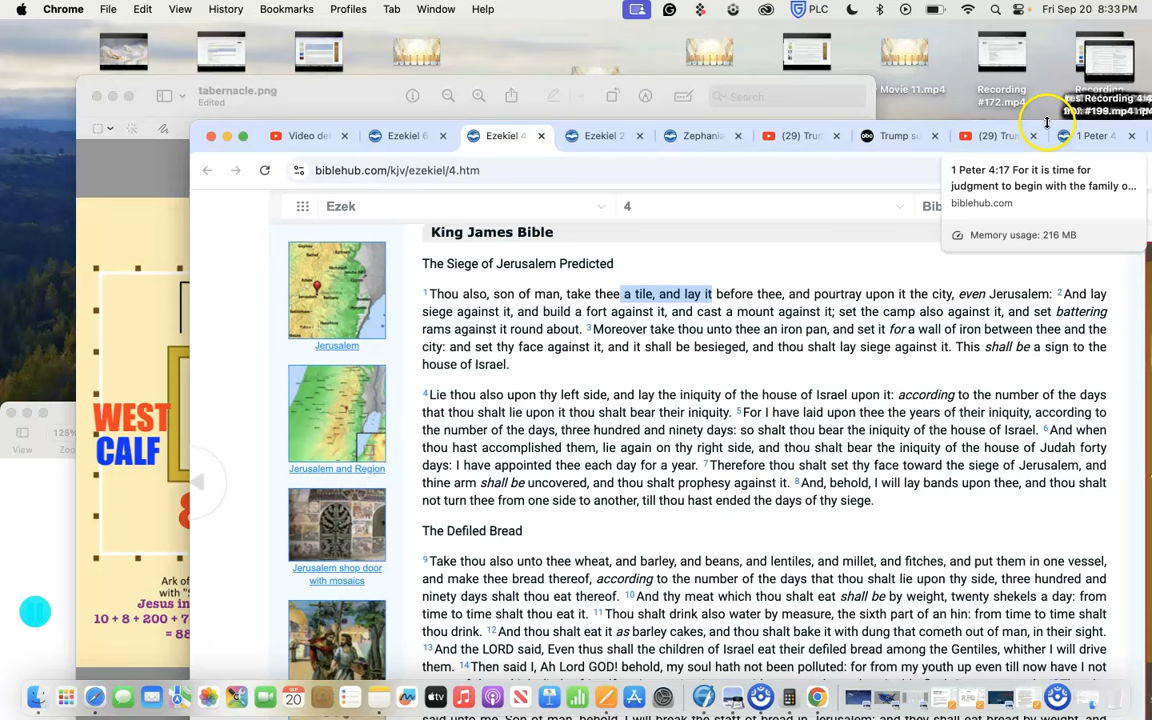 Chrome File Edit View History Bookmarks Profiles Tab Window Help PLC Fri Sep 20 8:33 PM
Movie 11.mp4
Recording #172.mp4
tabernacle.png
Edited
Search
Video de Ezekiel 6 Ezekiel 4 Ezekiel 2 Zephania (29) Trun Trump su (29) Trun 1 Peter 4
biblehub.com/kjv/ezekiel/4.htm
1 Peter 4:17 For it is time for
judgment to begin with the family o...
biblehub.com
Memory usage: 216 MB
Ezek 4 Bib
King James Bible
The Siege of Jerusalem Predicted
1Thou also, son of man, take thee a tile, and lay it before thee, and pourtray upon it the city, even Jerusalem: 2And lay
siege against it, and build a fort against it, and cast a mount against it; set the camp also against it, and set battering
rams against it round about. 3Moreover take thou unto thee an iron pan, and set it for a wall of iron between thee and the
city: and set thy face against it, and it shall be besieged, and thou shalt lay siege against it. This shall be a sign to the
house of Israel.
4Lie thou also upon thy left side, and lay the iniquity of the house of Israel upon it: according to the number of the days
that thou shalt lie upon it thou shalt bear their iniquity. 5For I have laid upon thee the years of their iniquity, according to
the number of the days, three hundred and ninety days: so shalt thou bear the iniquity of the house of Israel. 6And when
thou hast accomplished them, lie again on thy right side, and thou shalt bear the iniquity of the house of Judah forty
days: I have appointed thee each day for a year. 7Therefore thou shalt set thy face toward the siege of Jerusalem, and
thine arm shall be uncovered, and thou shalt prophesy against it. 8And, behold, I will lay bands upon thee, and thou shalt
not turn thee from one side to another, till thou hast ended the days of thy siege.
The Defiled Bread
9Take thou also unto thee wheat, and barley, and beans, and lentiles, and millet, and fitches, and put them in one vessel,
and make thee bread thereof, according to the number of the days that thou shalt lie upon thy side, three hundred and
ninety days shalt thou eat thereof. 10And thy meat which thou shalt eat shall be by weight, twenty shekels a day: from
time to time shalt thou eat it. 11Thou shalt drink also water by measure, the sixth part of an hin: from time to time shalt
thou drink. 12And thou shalt eat it as barley cakes, and thou shalt bake it with dung that cometh out of man, in their sight.
13And the LORD said, Even thus shall the children of Israel eat their defiled bread among the Gentiles, whither I will drive
them. 14Then said I, Ah Lord GOD! behold, my soul hath not been polluted: for from my youth up even till now have I not
Jerusalem
Jerusalem and Region
Jerusalem shop door
with mosaics
125%
View Zoo
WEST
CALF
Ark of
with "S
Jesus in
10 + 8 + 200 + 7
= 88
SEP
20